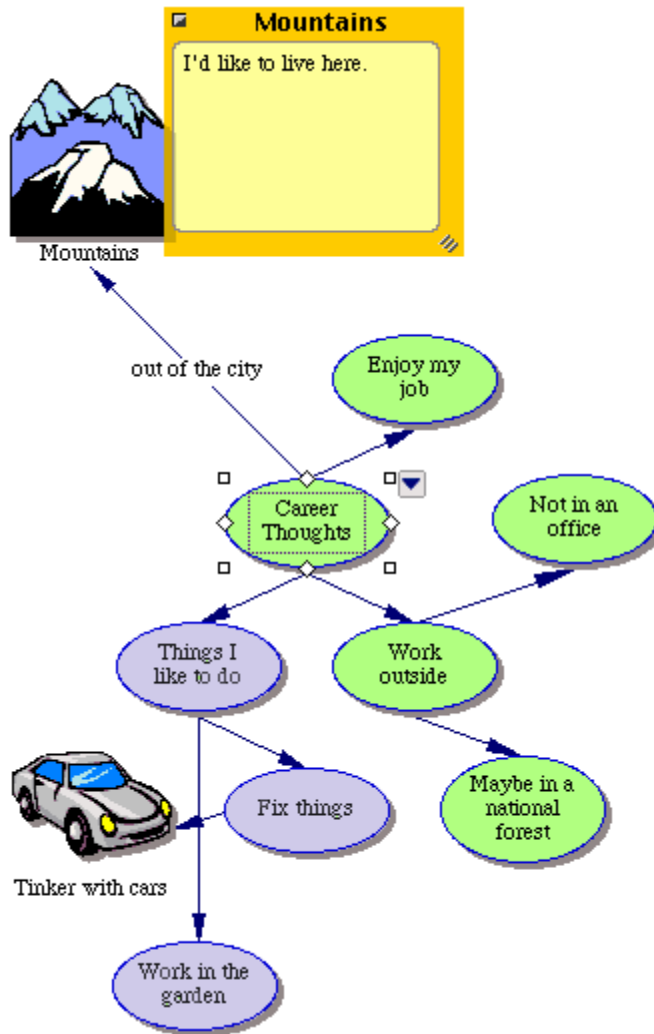 Mountains
I'd like to live here.
Mountains
out of the city
Enjoy my
job
Career
Thoughts
Not in an
office
Things I
like to do
Work
outside
Maybe in a
national
forest
Fix things
Tinker with cars
Work in the
garden